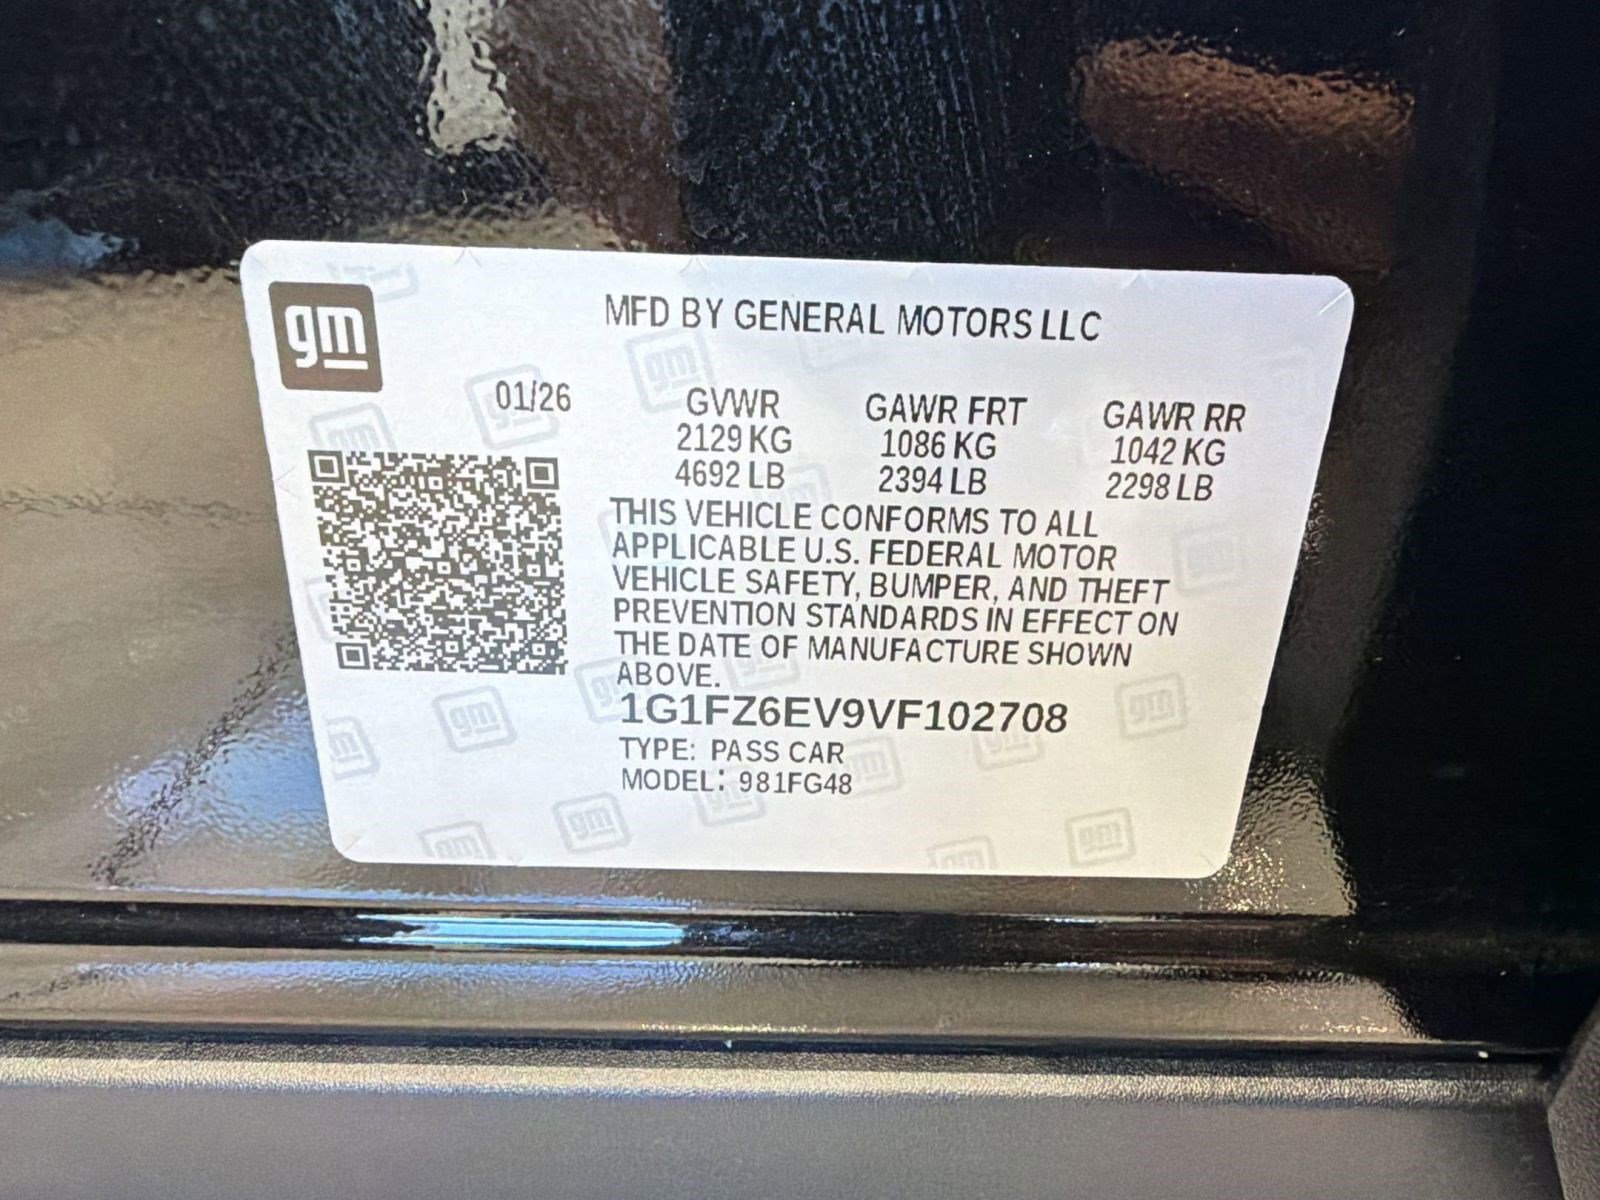 gm
MFD BY GENERAL MOTORS LLC
01/26 GVWR GAWR FRT GAWR RR
2129 KG 1086 KG 1042 KG
4692 LB 2394 LB 2298 LB
THIS VEHICLE CONFORMS TO ALL
APPLICABLE U.S. FEDERAL MOTOR
VEHICLE SAFETY, BUMPER, AND THEFT
PREVENTION STANDARDS IN EFFECT ON
THE DATE OF MANUFACTURE SHOWN
ABOVE.
1G1FZ6EV9VF102708
TYPE: PASS CAR
MODEL: 981FG48